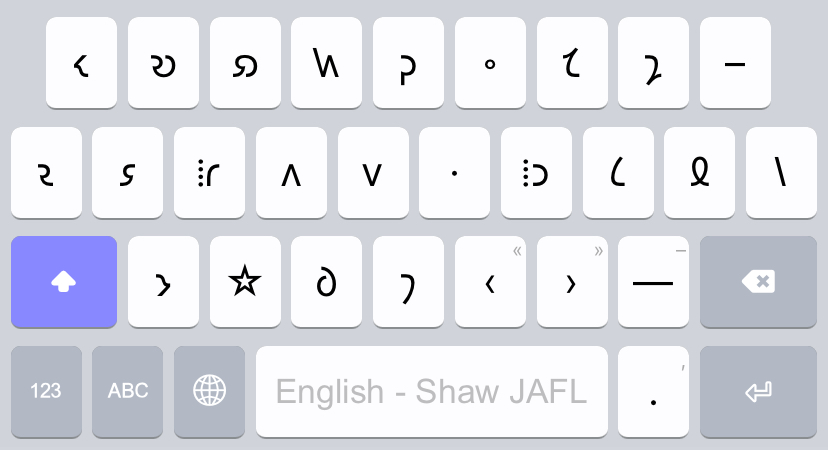 𐑬 𐑹 𐑸 𐑿 ° 𐑗 𐑡 –
𐑷 𐑭 𐑵 𐑫 · 𐑔 𐑙 𐑘
𐑶 ☆ 𐑞 𐑝 ‹ « › » — –
123 ABC English - Shaw JAFL . ′